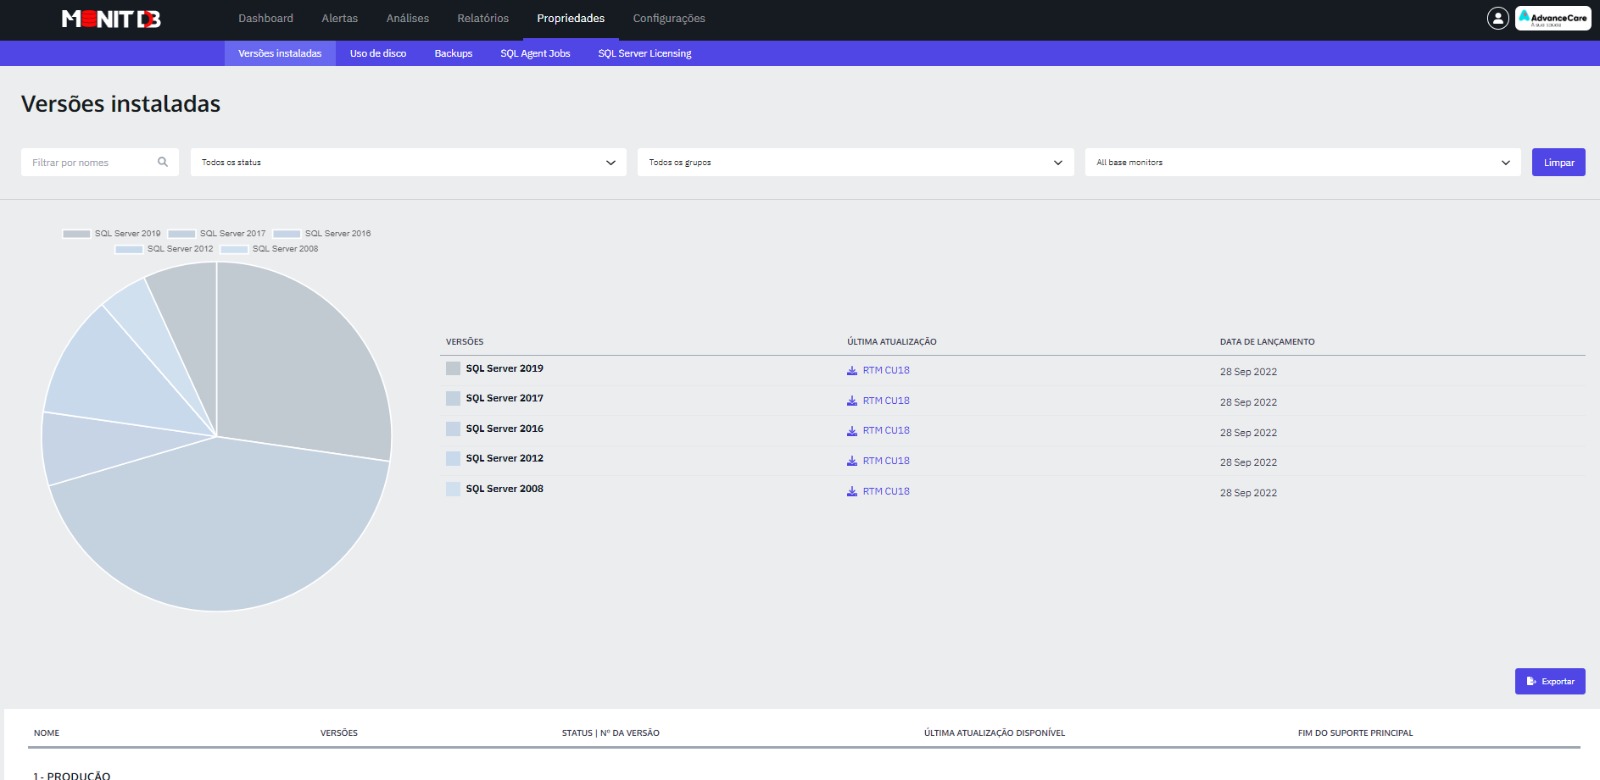 MONITDB Dashboard Alertas Análises Relatórios Propriedades Configurações AdvanceCare
Versões instaladas Uso de disco Backups SQL Agent Jobs SQL Server Licensing
Versões instaladas
Filtrar por nomes Todos os status Todos os grupos All base monitors Limpar
SQL Server 2019 SQL Server 2017 SQL Server 2016
SQL Server 2012 SQL Server 2008
VERSÕES ÚLTIMA ATUALIZAÇÃO DATA DE LANÇAMENTO
SQL Server 2019 RTM CU18 28 Sep 2022
SQL Server 2017 RTM CU18 28 Sep 2022
SQL Server 2016 RTM CU18 28 Sep 2022
SQL Server 2012 RTM CU18 28 Sep 2022
SQL Server 2008 RTM CU18 28 Sep 2022
Exportar
NOME VERSÕES STATUS | Nº DA VERSÃO ÚLTIMA ATUALIZAÇÃO DISPONÍVEL FIM DO SUPORTE PRINCIPAL
1 - PRODUÇÃO